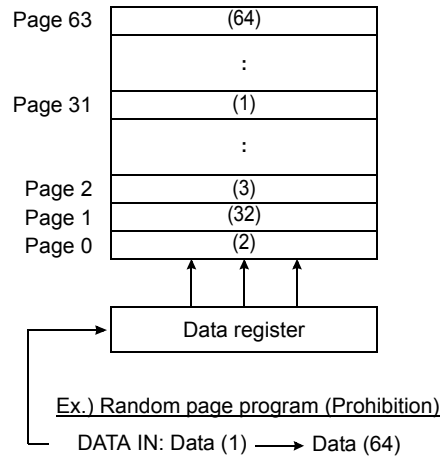 Page 63 (64)
:
Page 31 (1)
:
Page 2 (3)
Page 1 (32)
Page 0 (2)
Data register
Ex.) Random page program (Prohibition)
DATA IN: Data (1) Data (64)